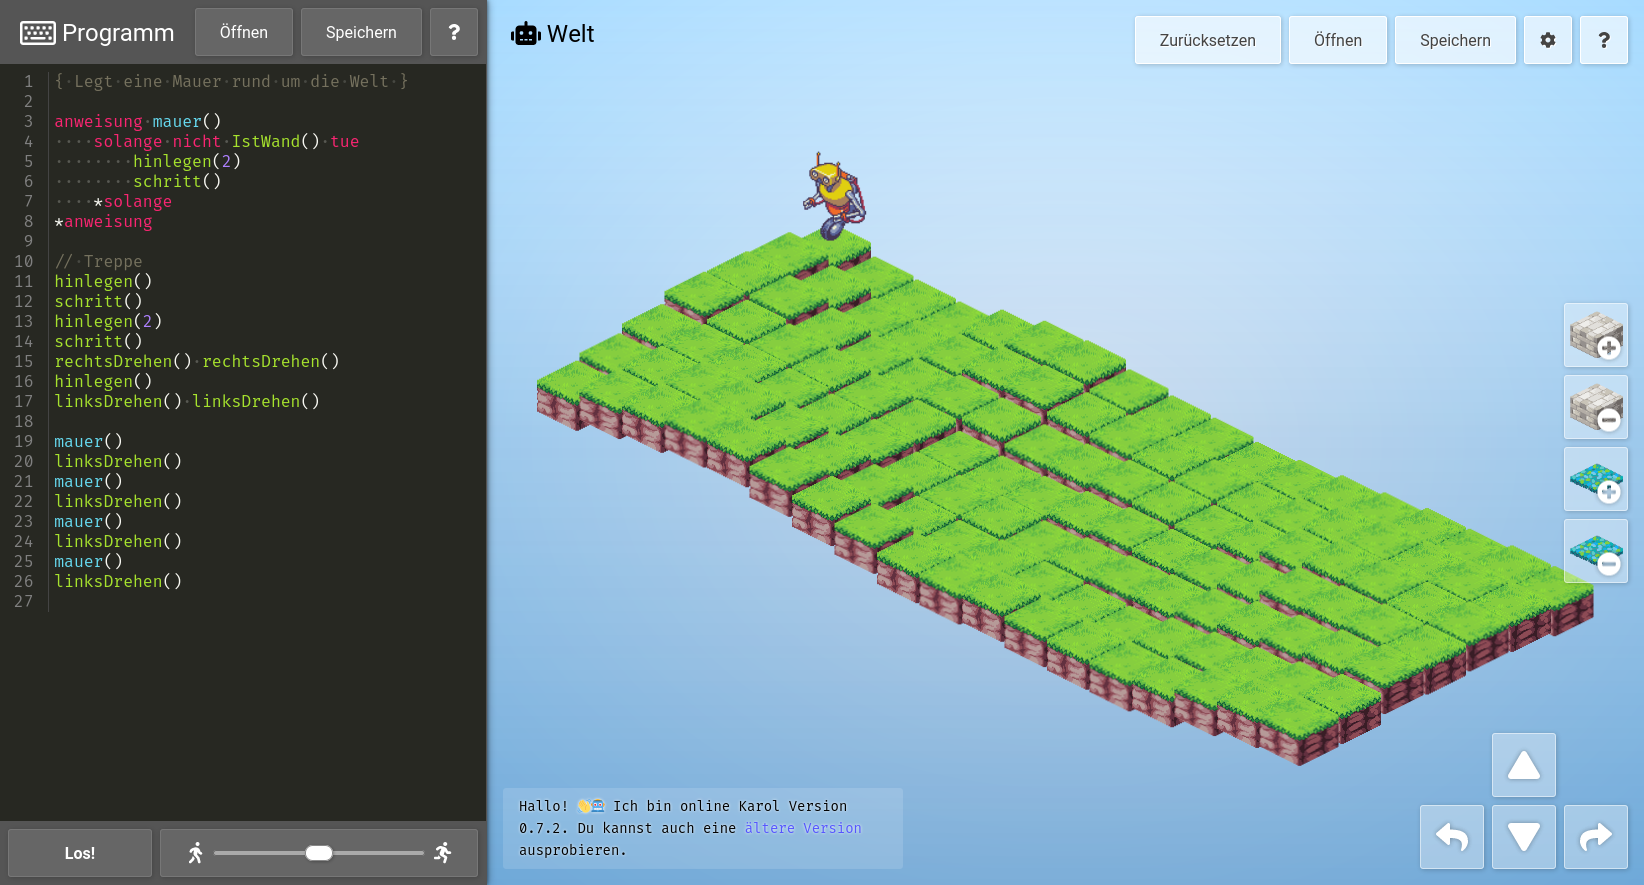 Programm Öffnen Speichern ?
Welt Zurücksetzen Öffnen Speichern ?
1 { Legt eine Mauer rund um die Welt }
2
3 anweisung mauer()
4     solange nicht IstWand() tue
5         hinlegen(2)
6         schritt()
7     *solange
8 *anweisung
9
10 // Treppe
11 hinlegen()
12 schritt()
13 hinlegen(2)
14 schritt()
15 rechtsDrehen() rechtsDrehen()
16 hinlegen()
17 linksDrehen() linksDrehen()
18
19 mauer()
20 linksDrehen()
21 mauer()
22 linksDrehen()
23 mauer()
24 linksDrehen()
25 mauer()
26 linksDrehen()
27
Los!
Hallo! 👋🤖 Ich bin online Karol Version
0.7.2. Du kannst auch eine ältere Version
ausprobieren.